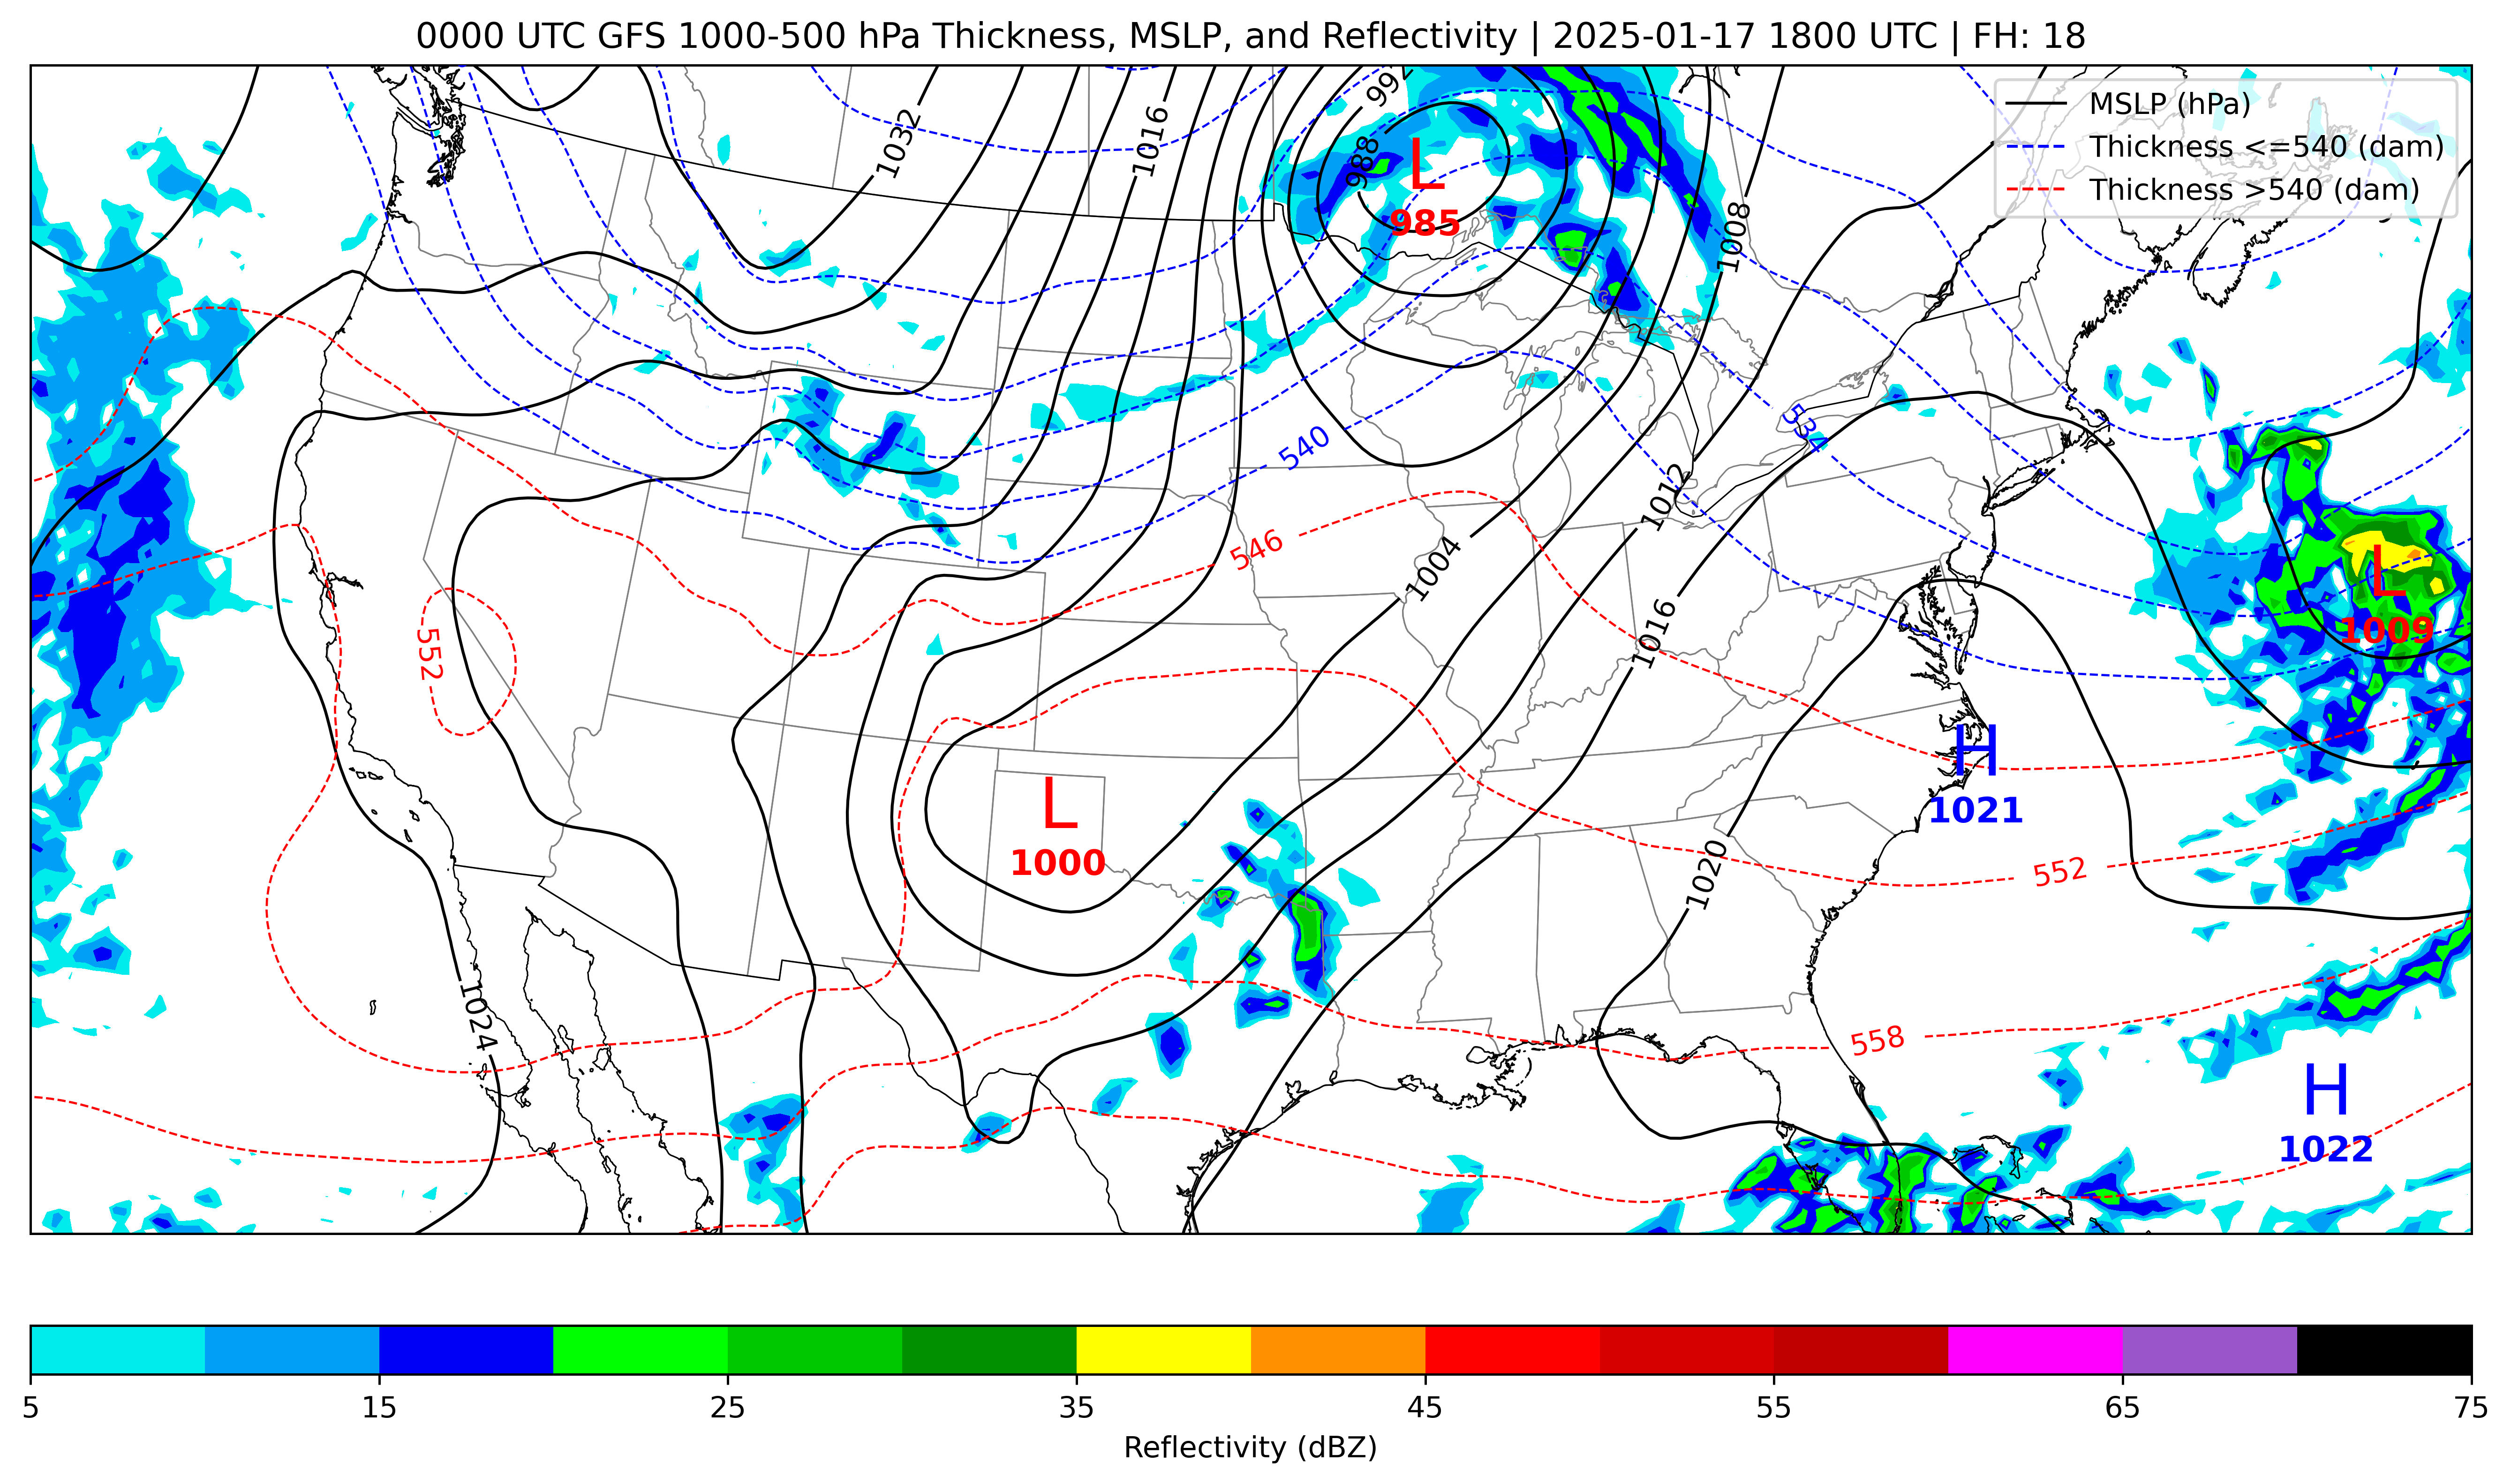 0000 UTC GFS 1000-500 hPa Thickness, MSLP, and Reflectivity | 2025-01-17 1800 UTC | FH: 18
MSLP (hPa)
Thickness <=540 (dam)
Thickness >540 (dam)
992
1032
1016
988
L
985
1008
534
540
1012
546
1004
L
1009
552
1016
H
1021
L
1000
1020
552
1024
558
H
1022
5
15
25
35
45
55
65
75
Reflectivity (dBZ)